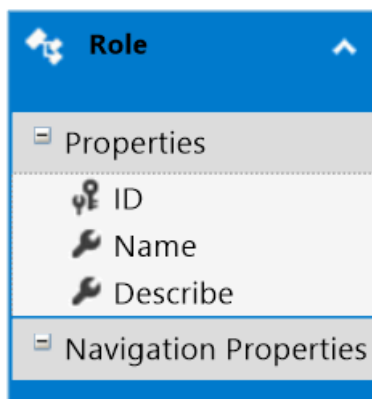 Role
Properties
ID
Name
Describe
Navigation Properties